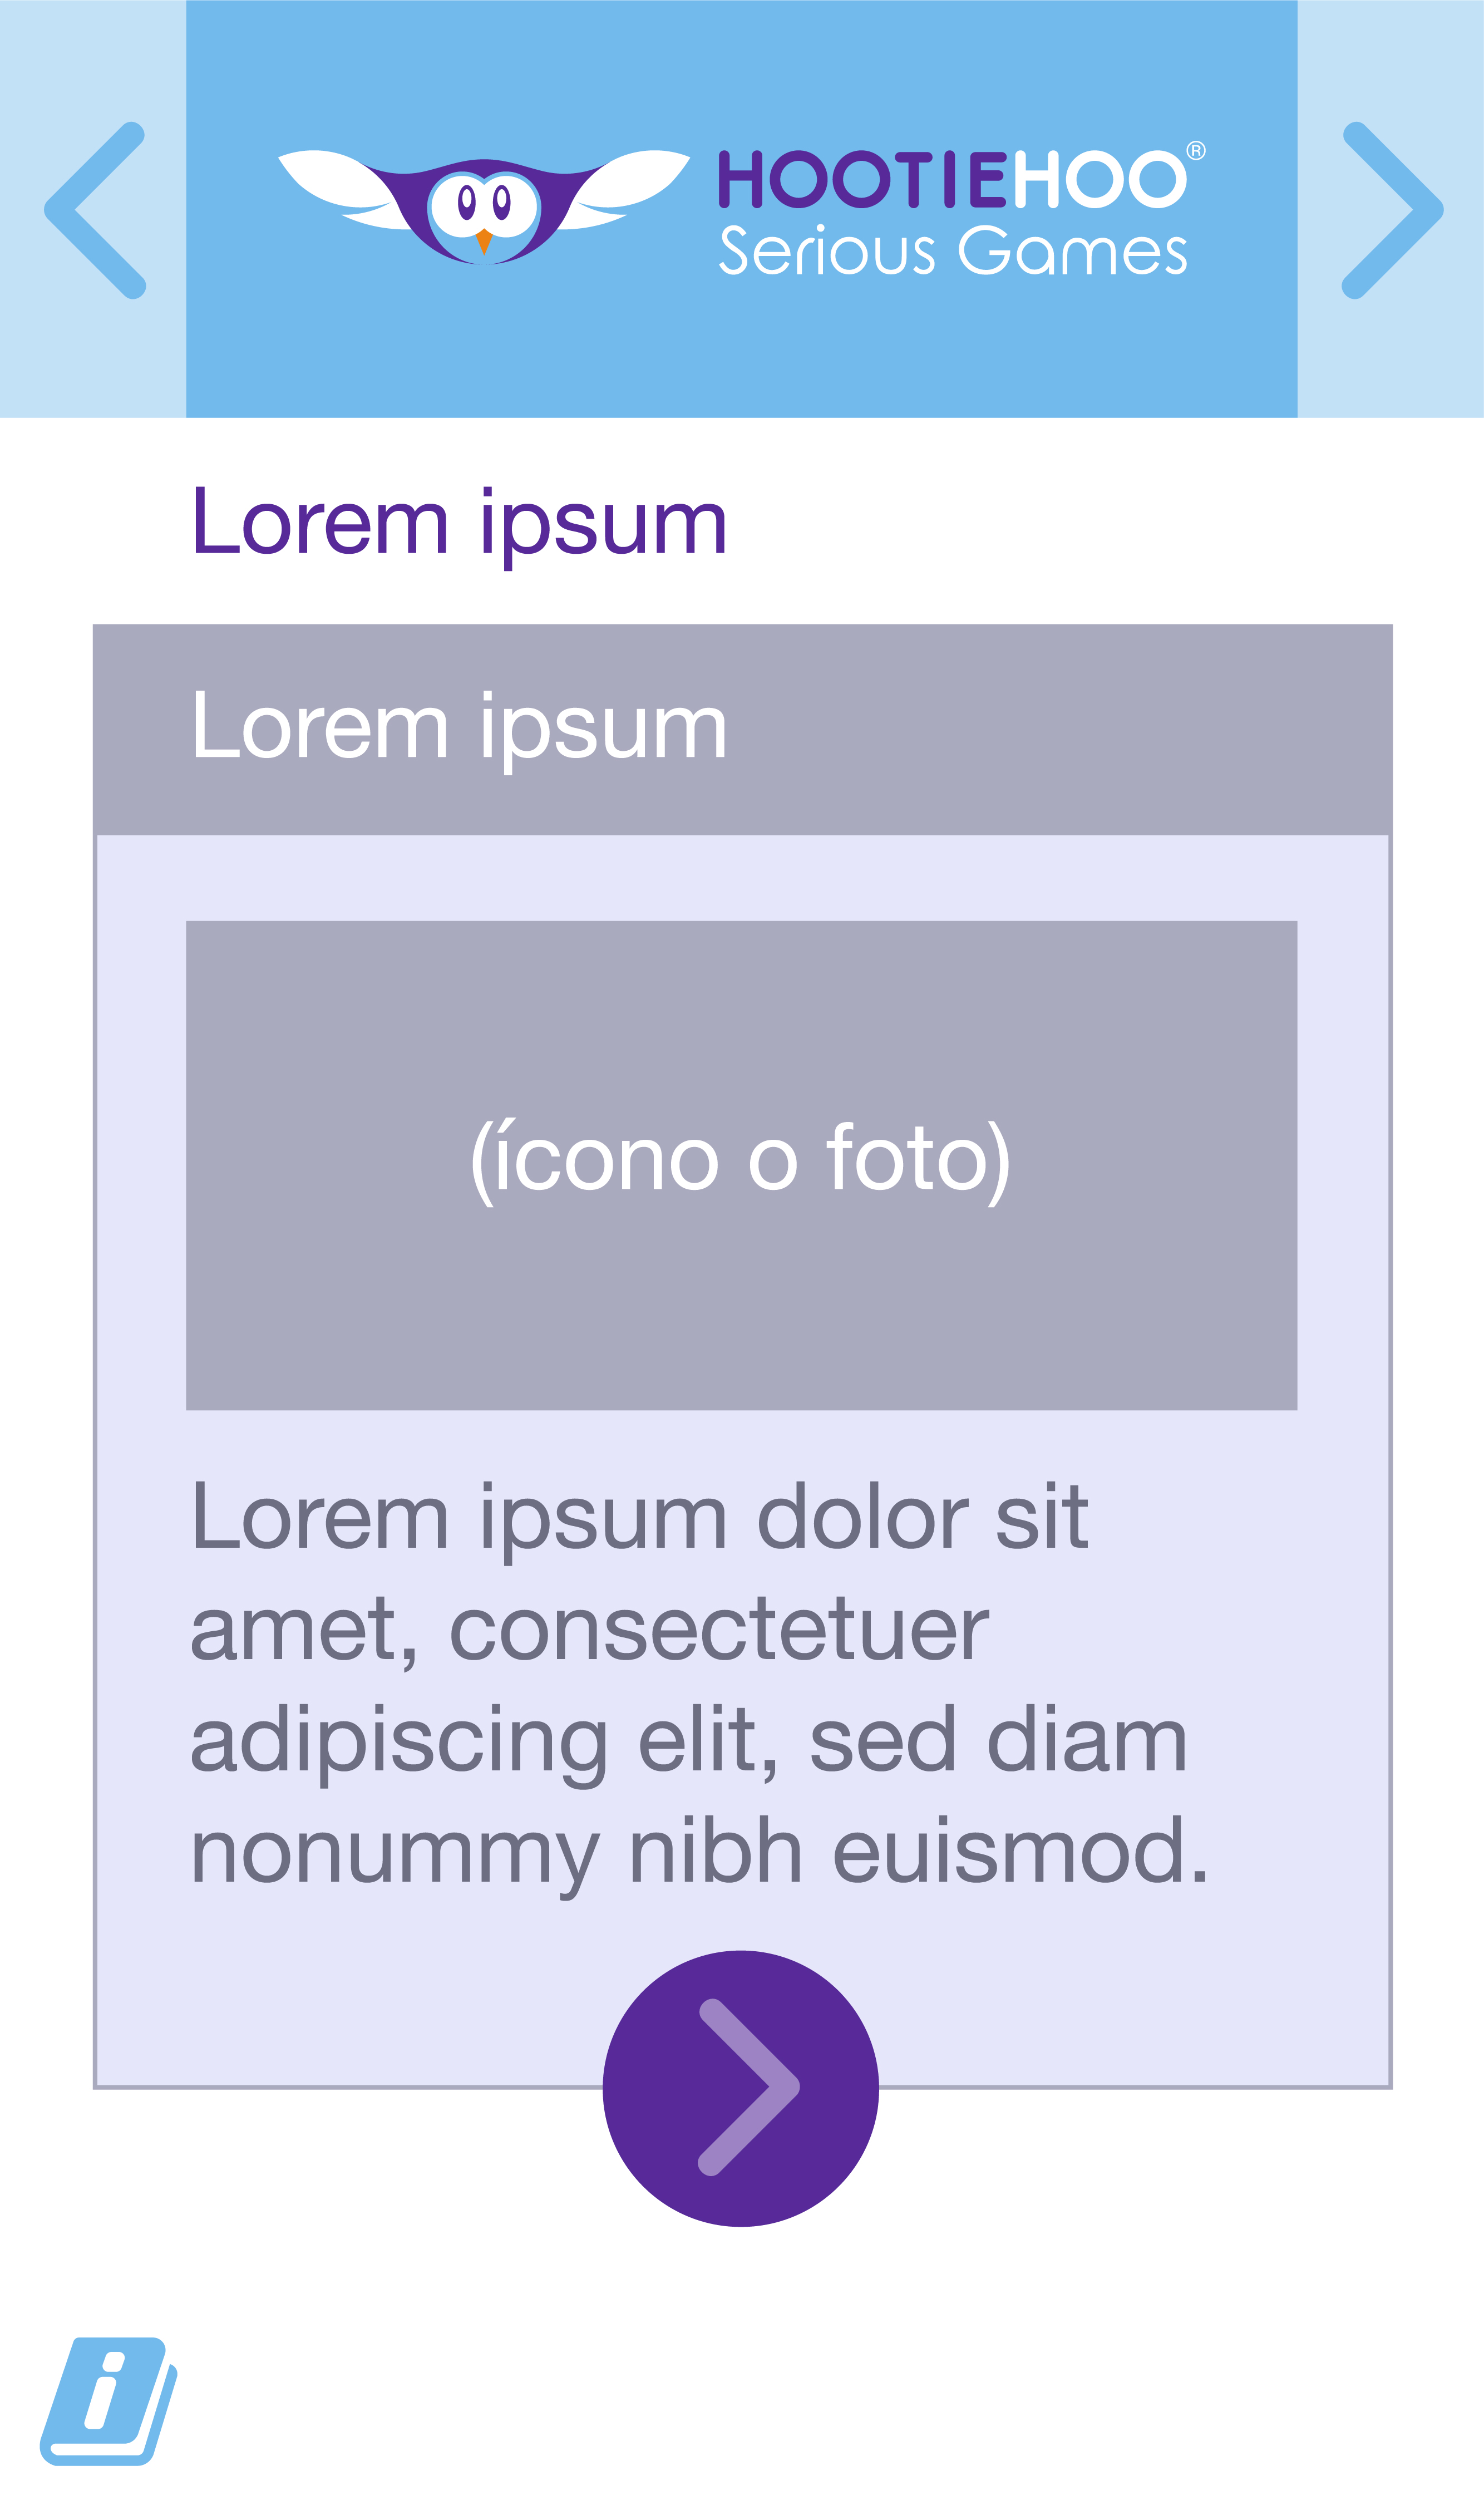 HOOTIEHOO®
Serious Games
Lorem ipsum
Lorem ipsum
(ícono o foto)
Lorem ipsum dolor sit
amet, consectetuer
adipiscing elit, sed diam
nonummy nibh euismod.
i